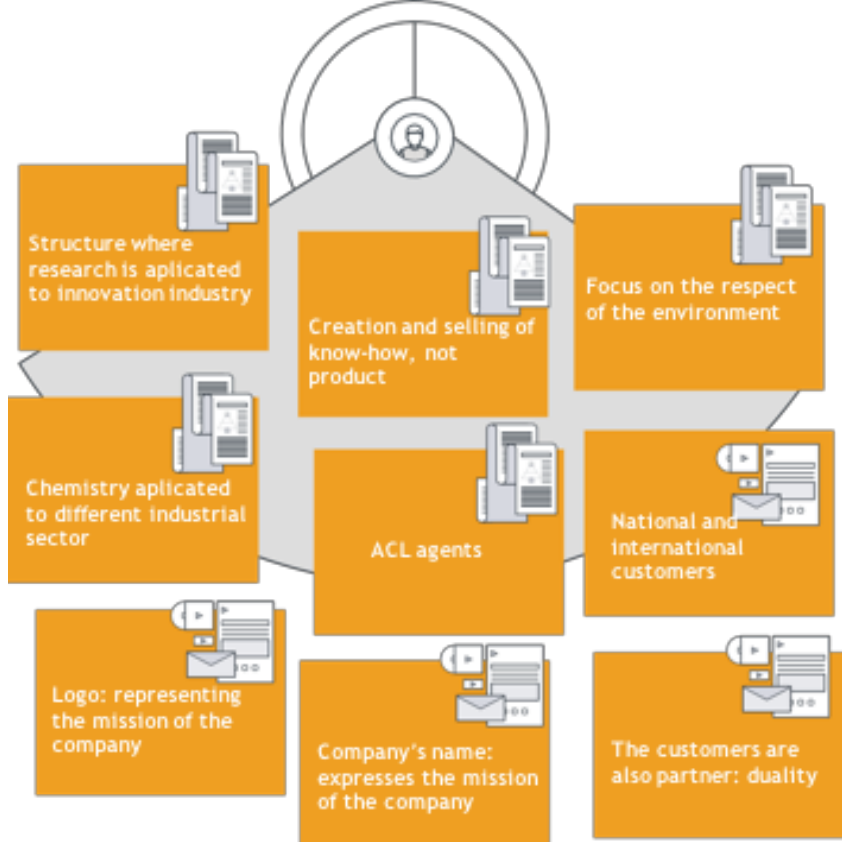 Structure where
research is aplicated
to innovation industry
Creation and selling of
know-how, not
product
Focus on the respect
of the environment
Chemistry aplicated
to different industrial
sector
ACL agents
National and
international
customers
Logo: representing
the mission of the
company
Company's name:
expresses the mission
of the company
The customers are
also partner: duality